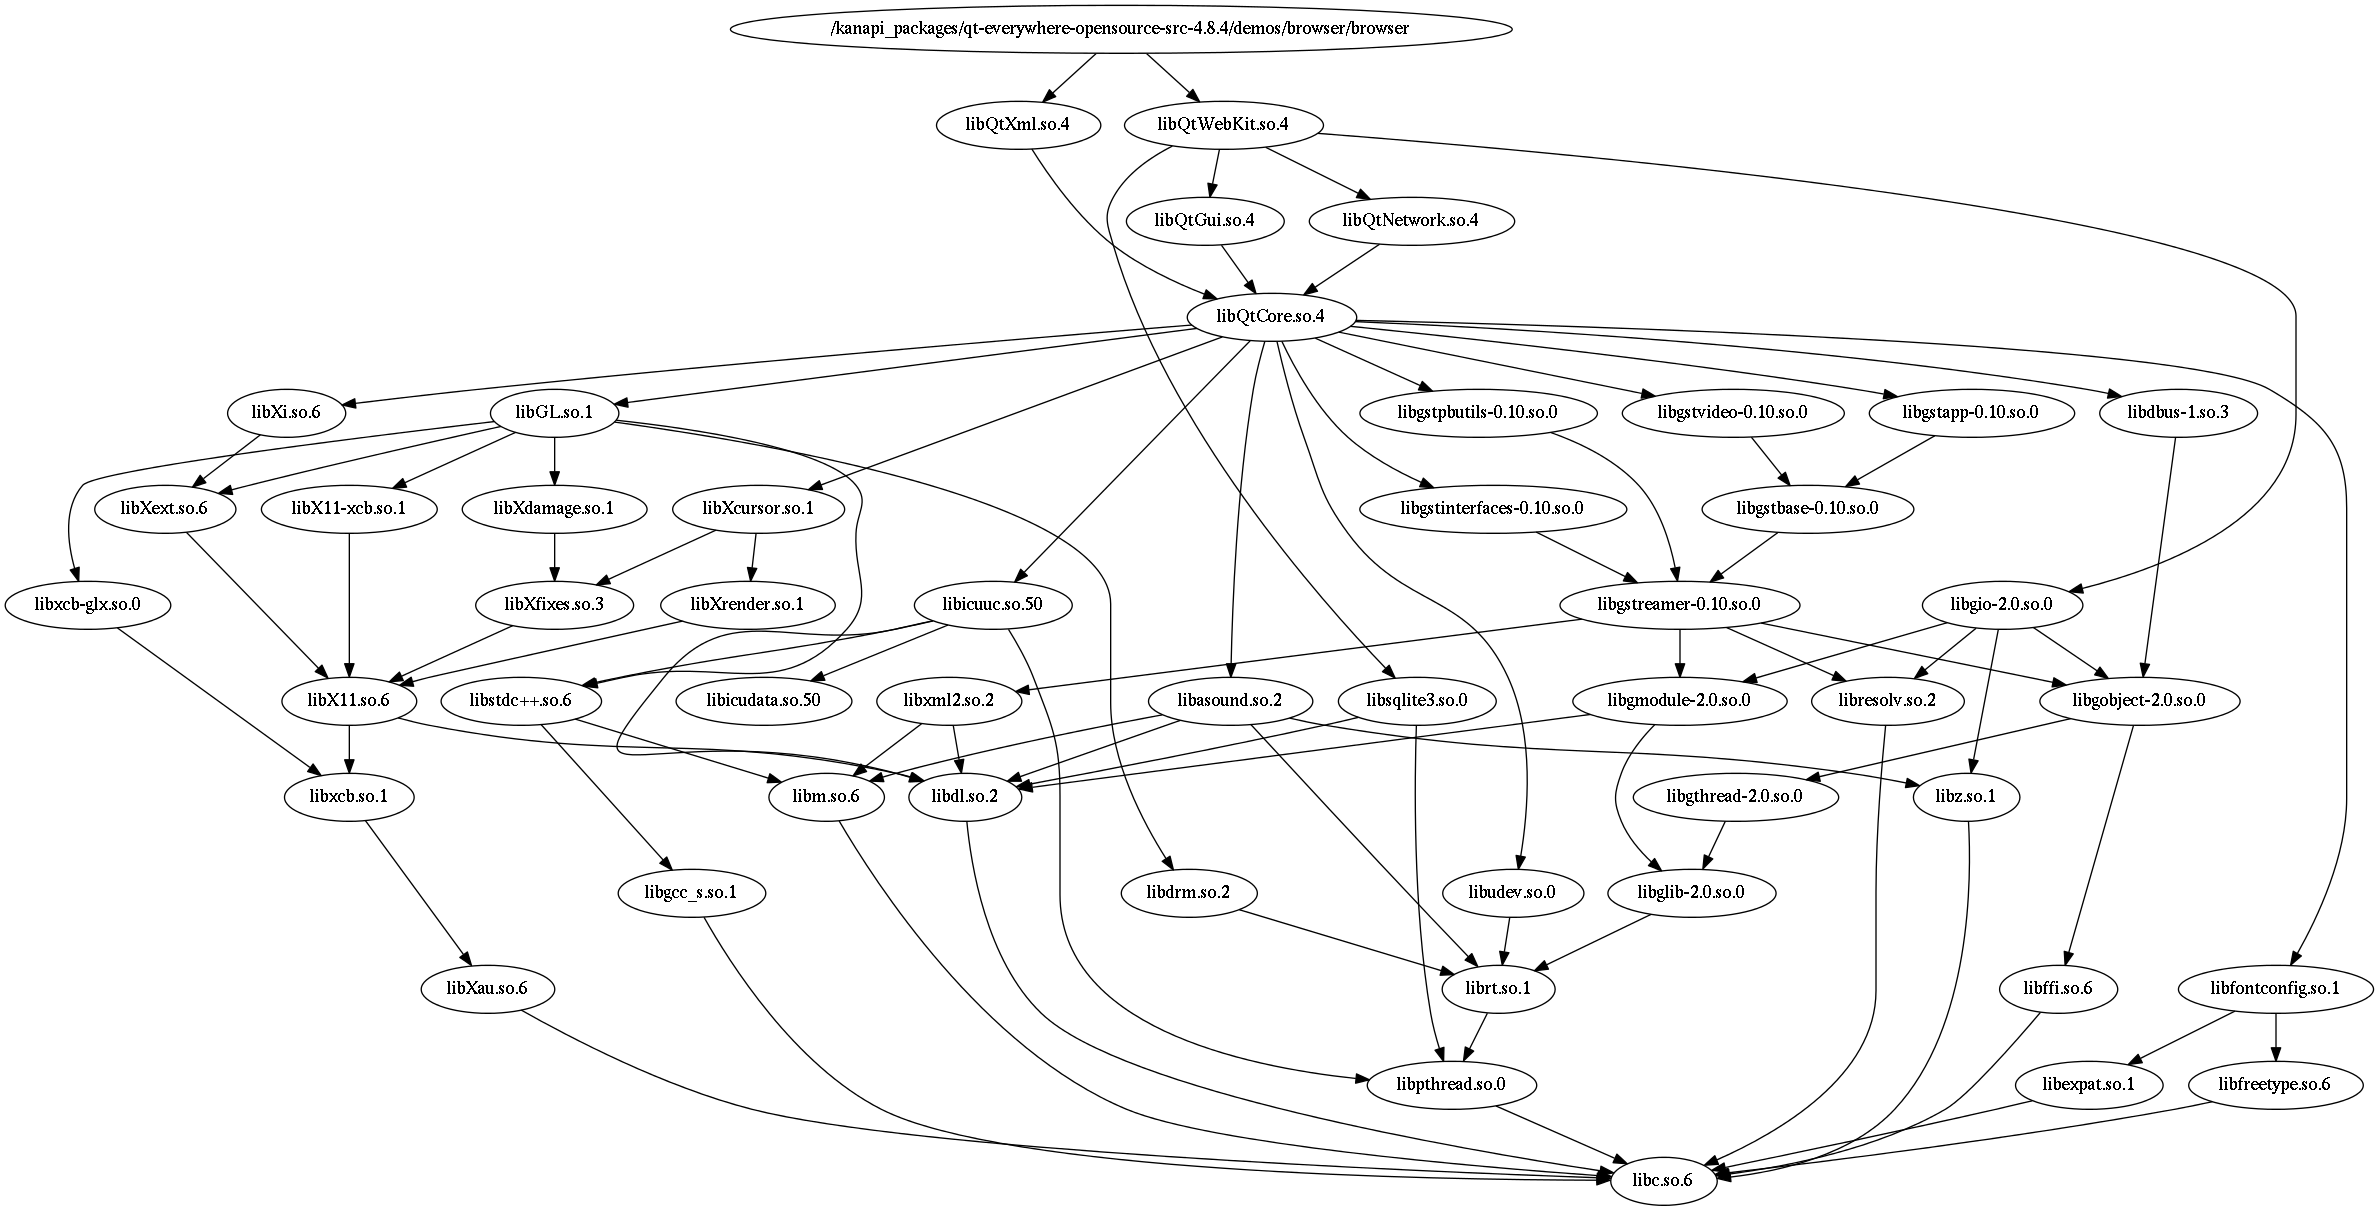 /kanapi_packages/qt-everywhere-opensource-src-4.8.4/demos/browser/browser
libQtXml.so.4
libQtWebKit.so.4
libQtGui.so.4
libQtNetwork.so.4
libQtCore.so.4
libXi.so.6
libGL.so.1
libgstpbutils-0.10.so.0
libgstvideo-0.10.so.0
libgstapp-0.10.so.0
libdbus-1.so.3
libXext.so.6
libX11-xcb.so.1
libXdamage.so.1
libXcursor.so.1
libgstinterfaces-0.10.so.0
libgstbase-0.10.so.0
libxcb-glx.so.0
libXfixes.so.3
libXrender.so.1
libicuuc.so.50
libgstreamer-0.10.so.0
libgio-2.0.so.0
libX11.so.6
libstdc++.so.6
libicudata.so.50
libxml2.so.2
libasound.so.2
libsqlite3.so.0
libgmodule-2.0.so.0
libresolv.so.2
libgobject-2.0.so.0
libxcb.so.1
libm.so.6
libdl.so.2
libgthread-2.0.so.0
libz.so.1
libgcc_s.so.1
libdrm.so.2
libudev.so.0
libglib-2.0.so.0
libXau.so.6
librt.so.1
libffi.so.6
libfontconfig.so.1
libpthread.so.0
libexpat.so.1
libfreetype.so.6
libc.so.6